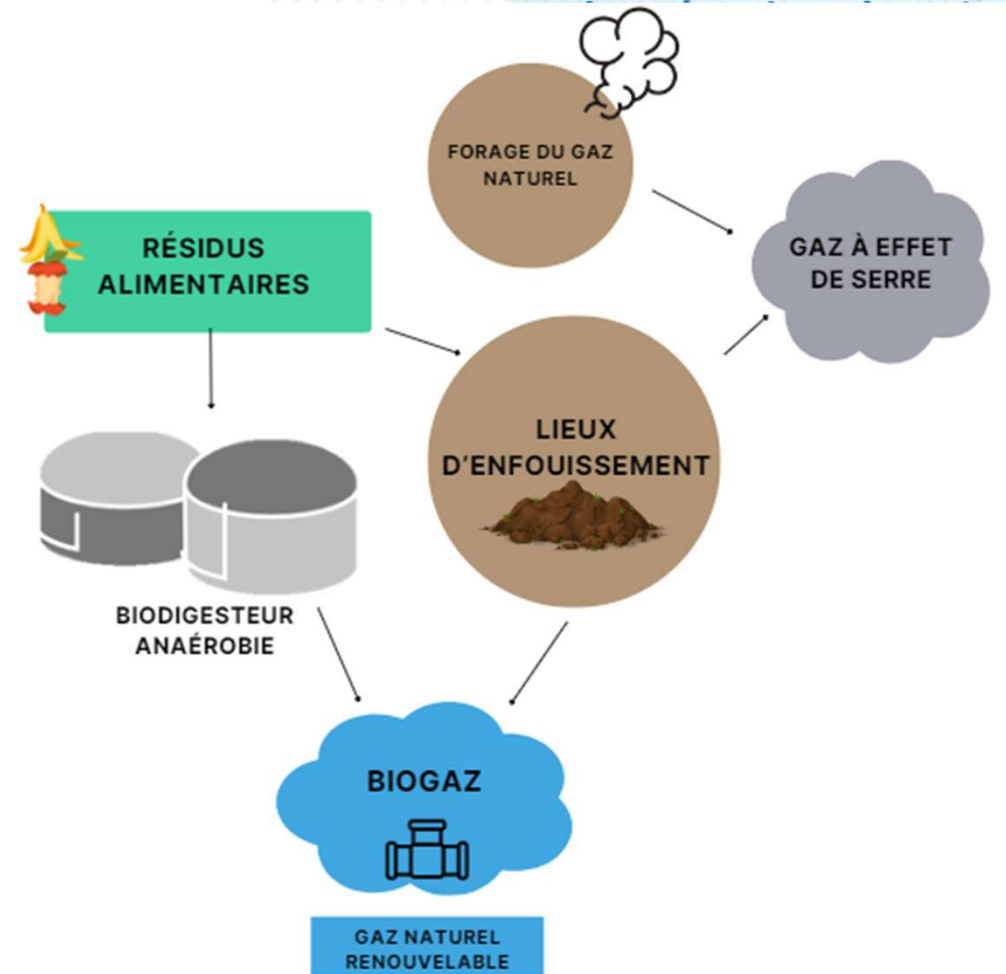 FORAGE DU GAZ
NATUREL
RÉSIDUS
ALIMENTAIRES
GAZ À EFFET
DE SERRE
LIEUX
D'ENFOUISSEMENT
BIODIGESTEUR
ANAÉROBIE
BIOGAZ
GAZ NATUREL
RENOUVELABLE